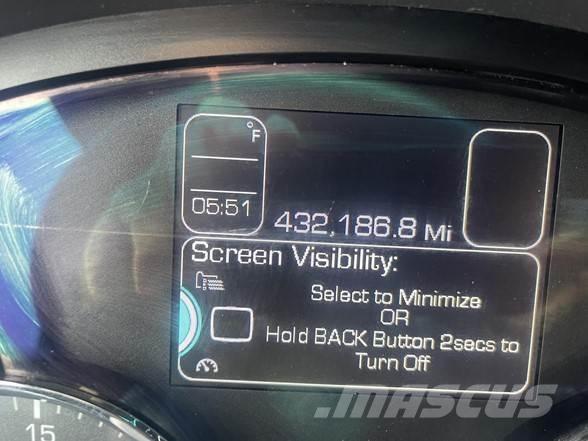 °F
05:51
432,186.8 Mi
Screen Visibility:
Select to Minimize
OR
Hold BACK Button 2secs to
Turn Off
15
MASCUS